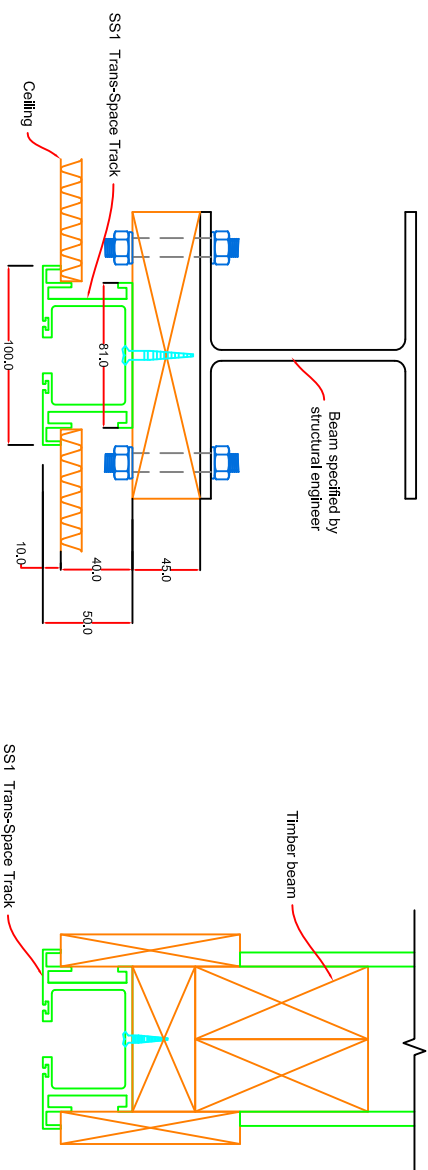 SS1  Trans-Space Track
Ceiling
Beam specified by
structural engineer
100.0
81.0
10.0
40.0
50.0
45.0
Timber beam
SS1  Trans-Space Track